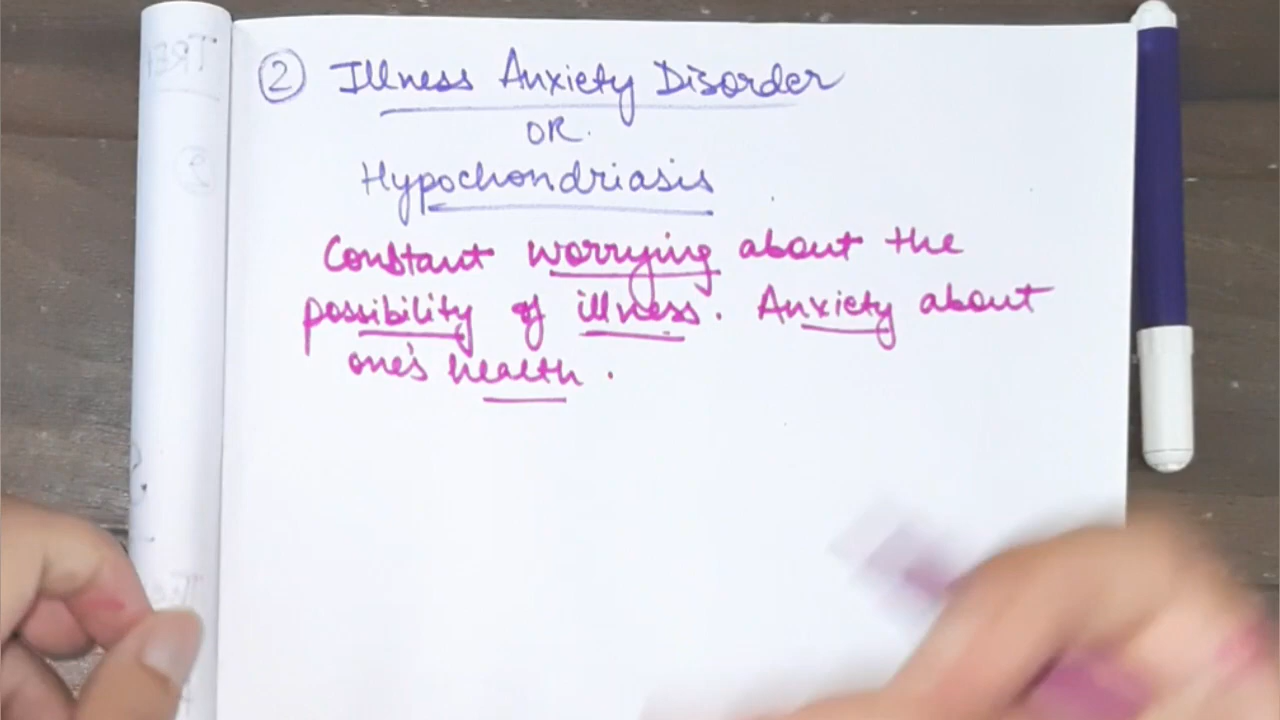 ② Illness Anxiety Disorder
OR.
Hypochondriasis
Constant worrying about the
possibility of illness. Anxiety about
one's health.